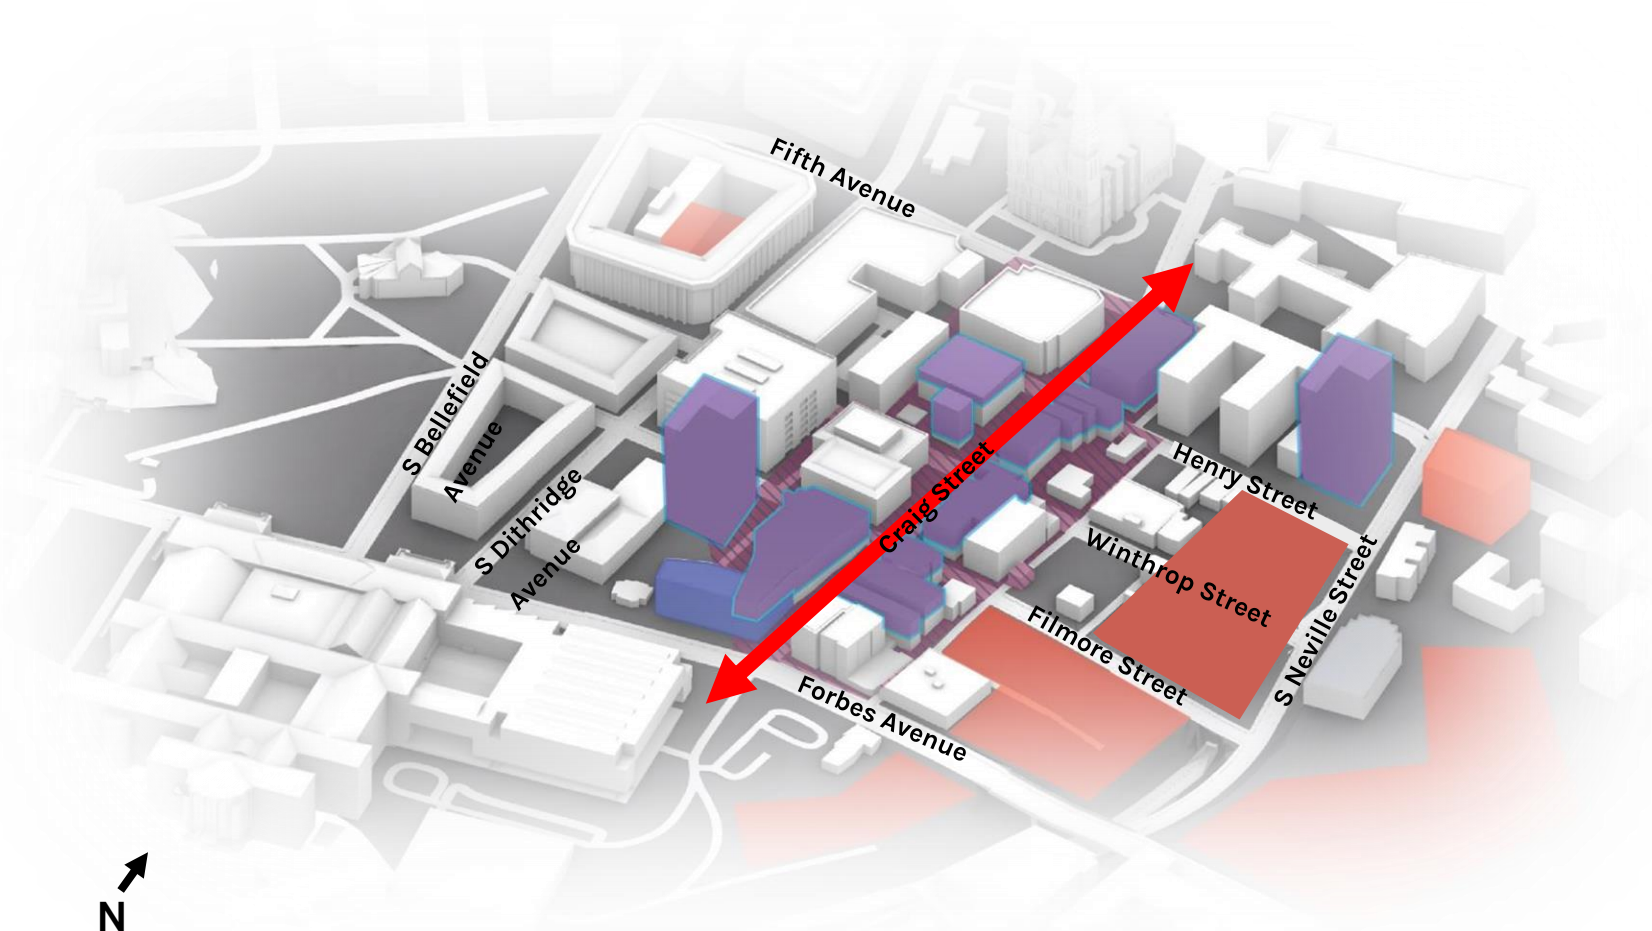 Fifth Avenue
S Bellefield
Avenue
S Dithridge
Avenue
Craig Street
Henry Street
Winthrop Street
Filmore Street
S Neville Street
Forbes Avenue
N